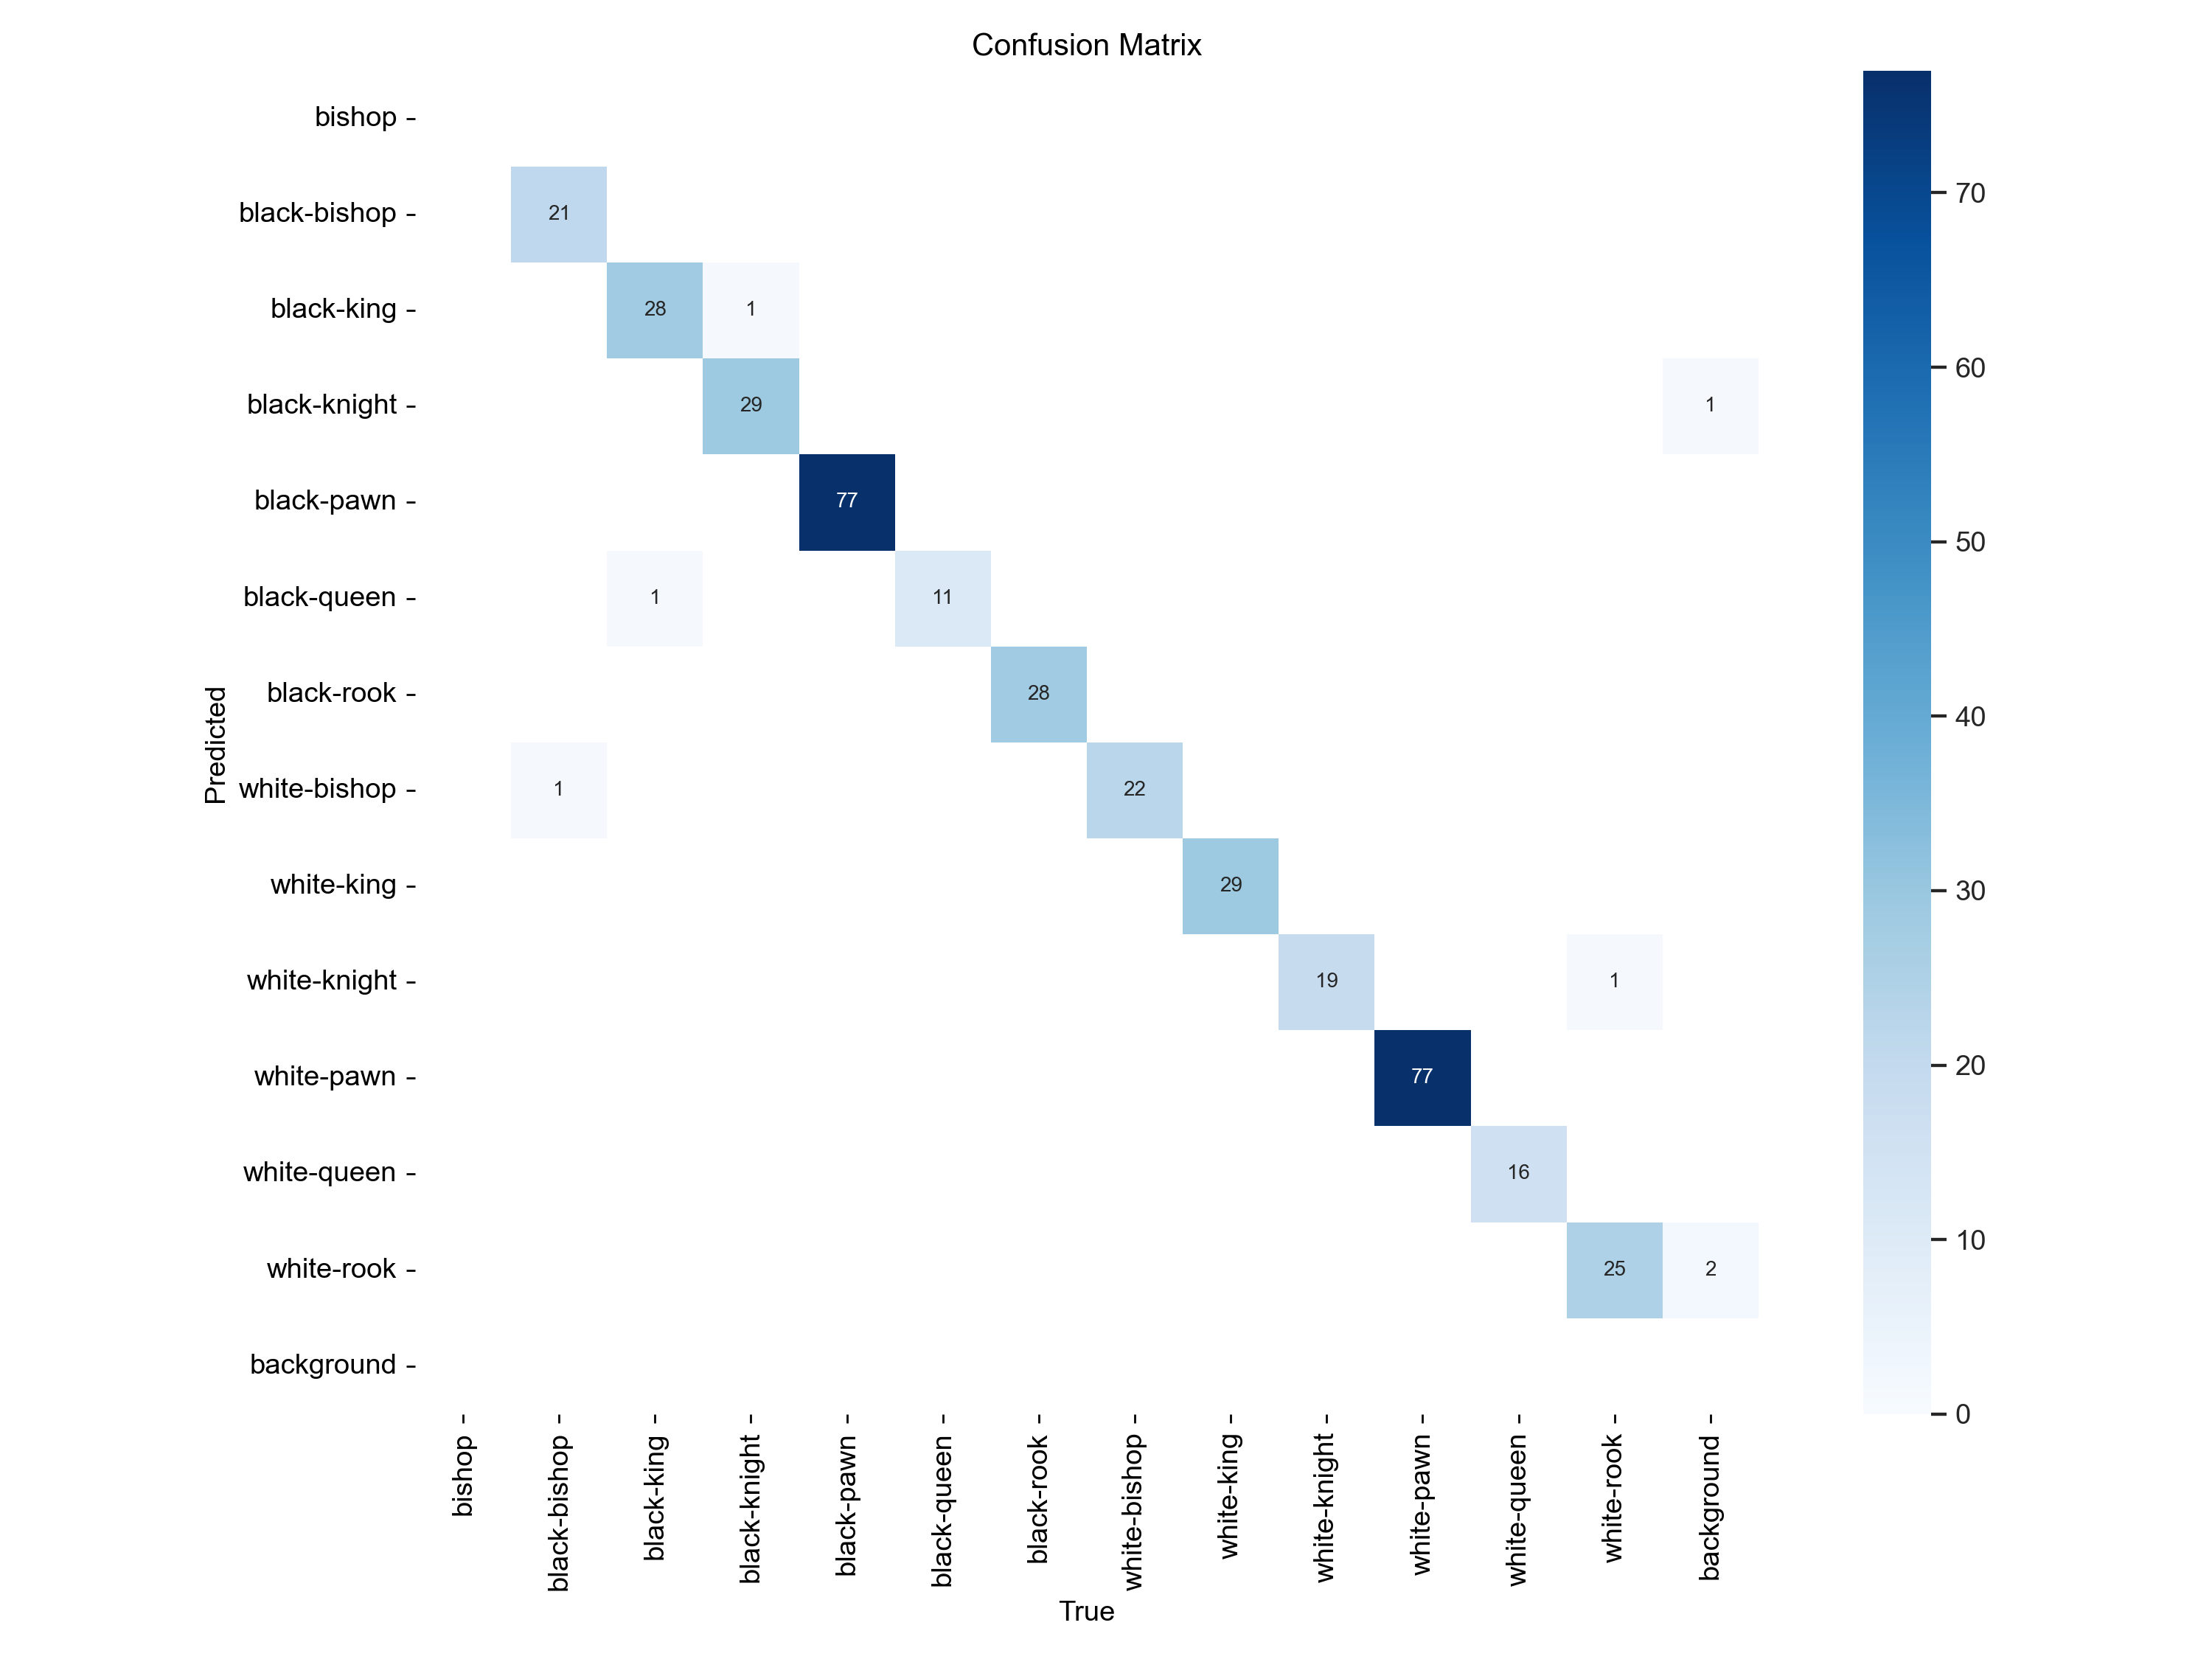 Confusion Matrix
bishop
black-bishop 21
black-king 28 1
black-knight 29 1
black-pawn 77
black-queen 1 11
black-rook 28
white-bishop 1 22
white-king 29
white-knight 19 1
white-pawn 77
white-queen 16
white-rook 25 2
background
Predicted
bishop
black-bishop
black-king
black-knight
black-pawn
black-queen
black-rook
white-bishop
white-king
white-knight
white-pawn
white-queen
white-rook
background
True
70
60
50
40
30
20
10
0